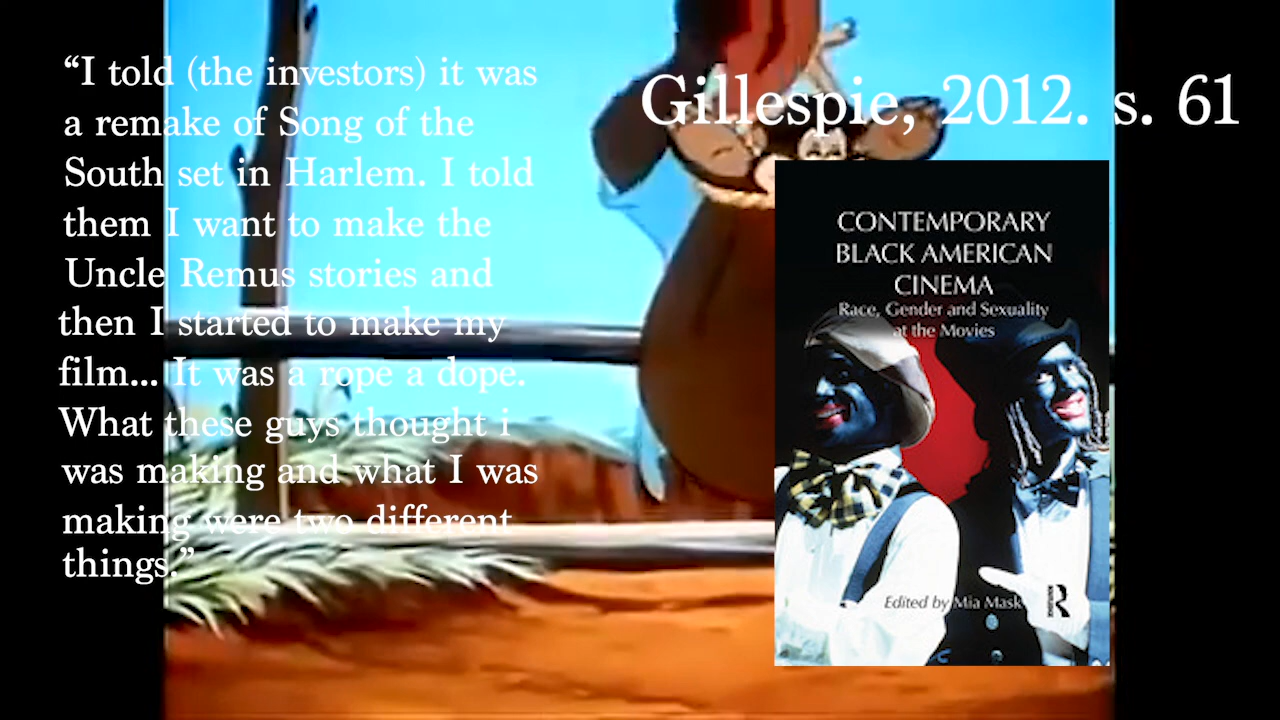 “I told (the investors) it was
a remake of Song of the
South set in Harlem. I told
them I want to make the
Uncle Remus stories and
then I started to make my
film... It was a rope a dope.
What these guys thought i
was making and what I was
making were two different
things.”
Gillespie, 2012. s. 61
CONTEMPORARY
BLACK AMERICAN
CINEMA
Race, Gender and Sexuality
at the Movies
Edited by Mia Mask
R